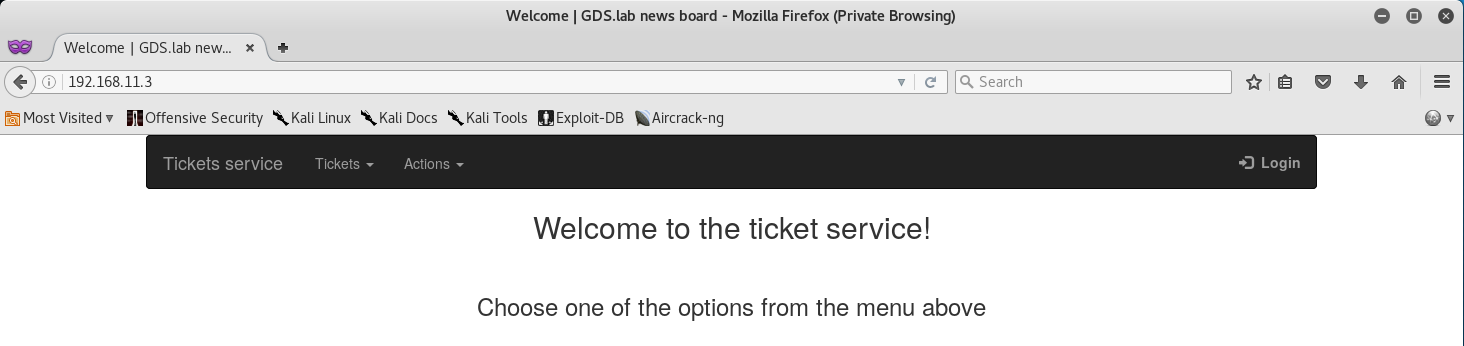 Welcome | GDS.lab news board - Mozilla Firefox (Private Browsing)
Welcome | GDS.lab new...
192.168.11.3
Search
Most Visited Offensive Security Kali Linux Kali Docs Kali Tools Exploit-DB Aircrack-ng
Tickets service Tickets Actions Login
Welcome to the ticket service!
Choose one of the options from the menu above